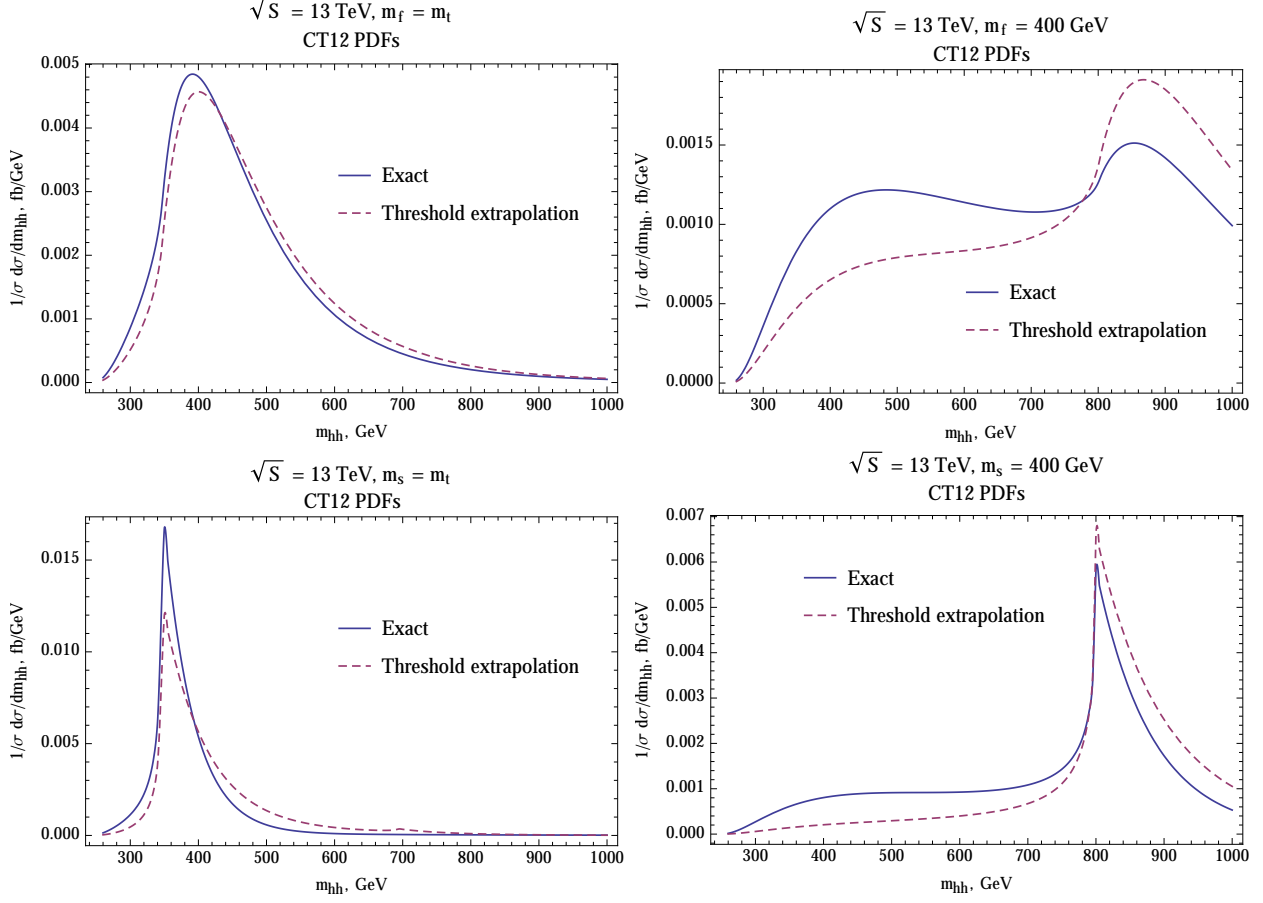 √S = 13 TeV, m_f = m_t
CT12 PDFs
1/σ dσ/dm_hh, fb/GeV
0.005
0.004
0.003
0.002
0.001
0.000
Exact
Threshold extrapolation
300 400 500 600 700 800 900 1000
m_hh, GeV
√S = 13 TeV, m_f = 400 GeV
CT12 PDFs
1/σ dσ/dm_hh, fb/GeV
0.0015
0.0010
0.0005
0.0000
Exact
Threshold extrapolation
300 400 500 600 700 800 900 1000
m_hh, GeV
√S = 13 TeV, m_s = m_t
CT12 PDFs
1/σ dσ/dm_hh, fb/GeV
0.015
0.010
0.005
0.000
Exact
Threshold extrapolation
300 400 500 600 700 800 900 1000
m_hh, GeV
√S = 13 TeV, m_s = 400 GeV
CT12 PDFs
1/σ dσ/dm_hh, fb/GeV
0.007
0.006
0.005
0.004
0.003
0.002
0.001
0.000
Exact
Threshold extrapolation
300 400 500 600 700 800 900 1000
m_hh, GeV